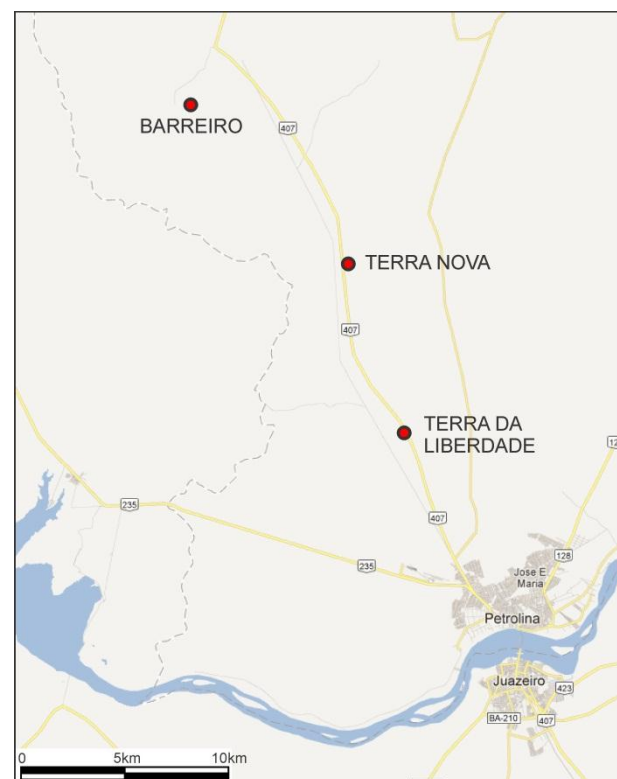 BARREIRO
407
TERRA NOVA
407
TERRA DA
LIBERDADE
407
235
235
128
Jose E.
Maria
Petrolina
Juazeiro
423
BA-210
407
0
5km
10km